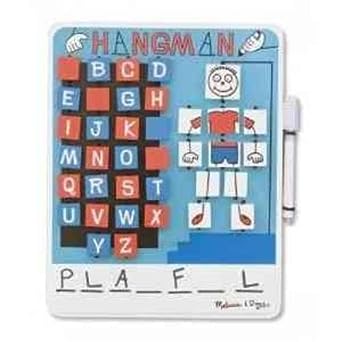 HANGMAN
B C D
E G H
I J K
M N O
Q R S T
U V W X
Y Z
P L A _ F _ _ L
Melissa & Doug